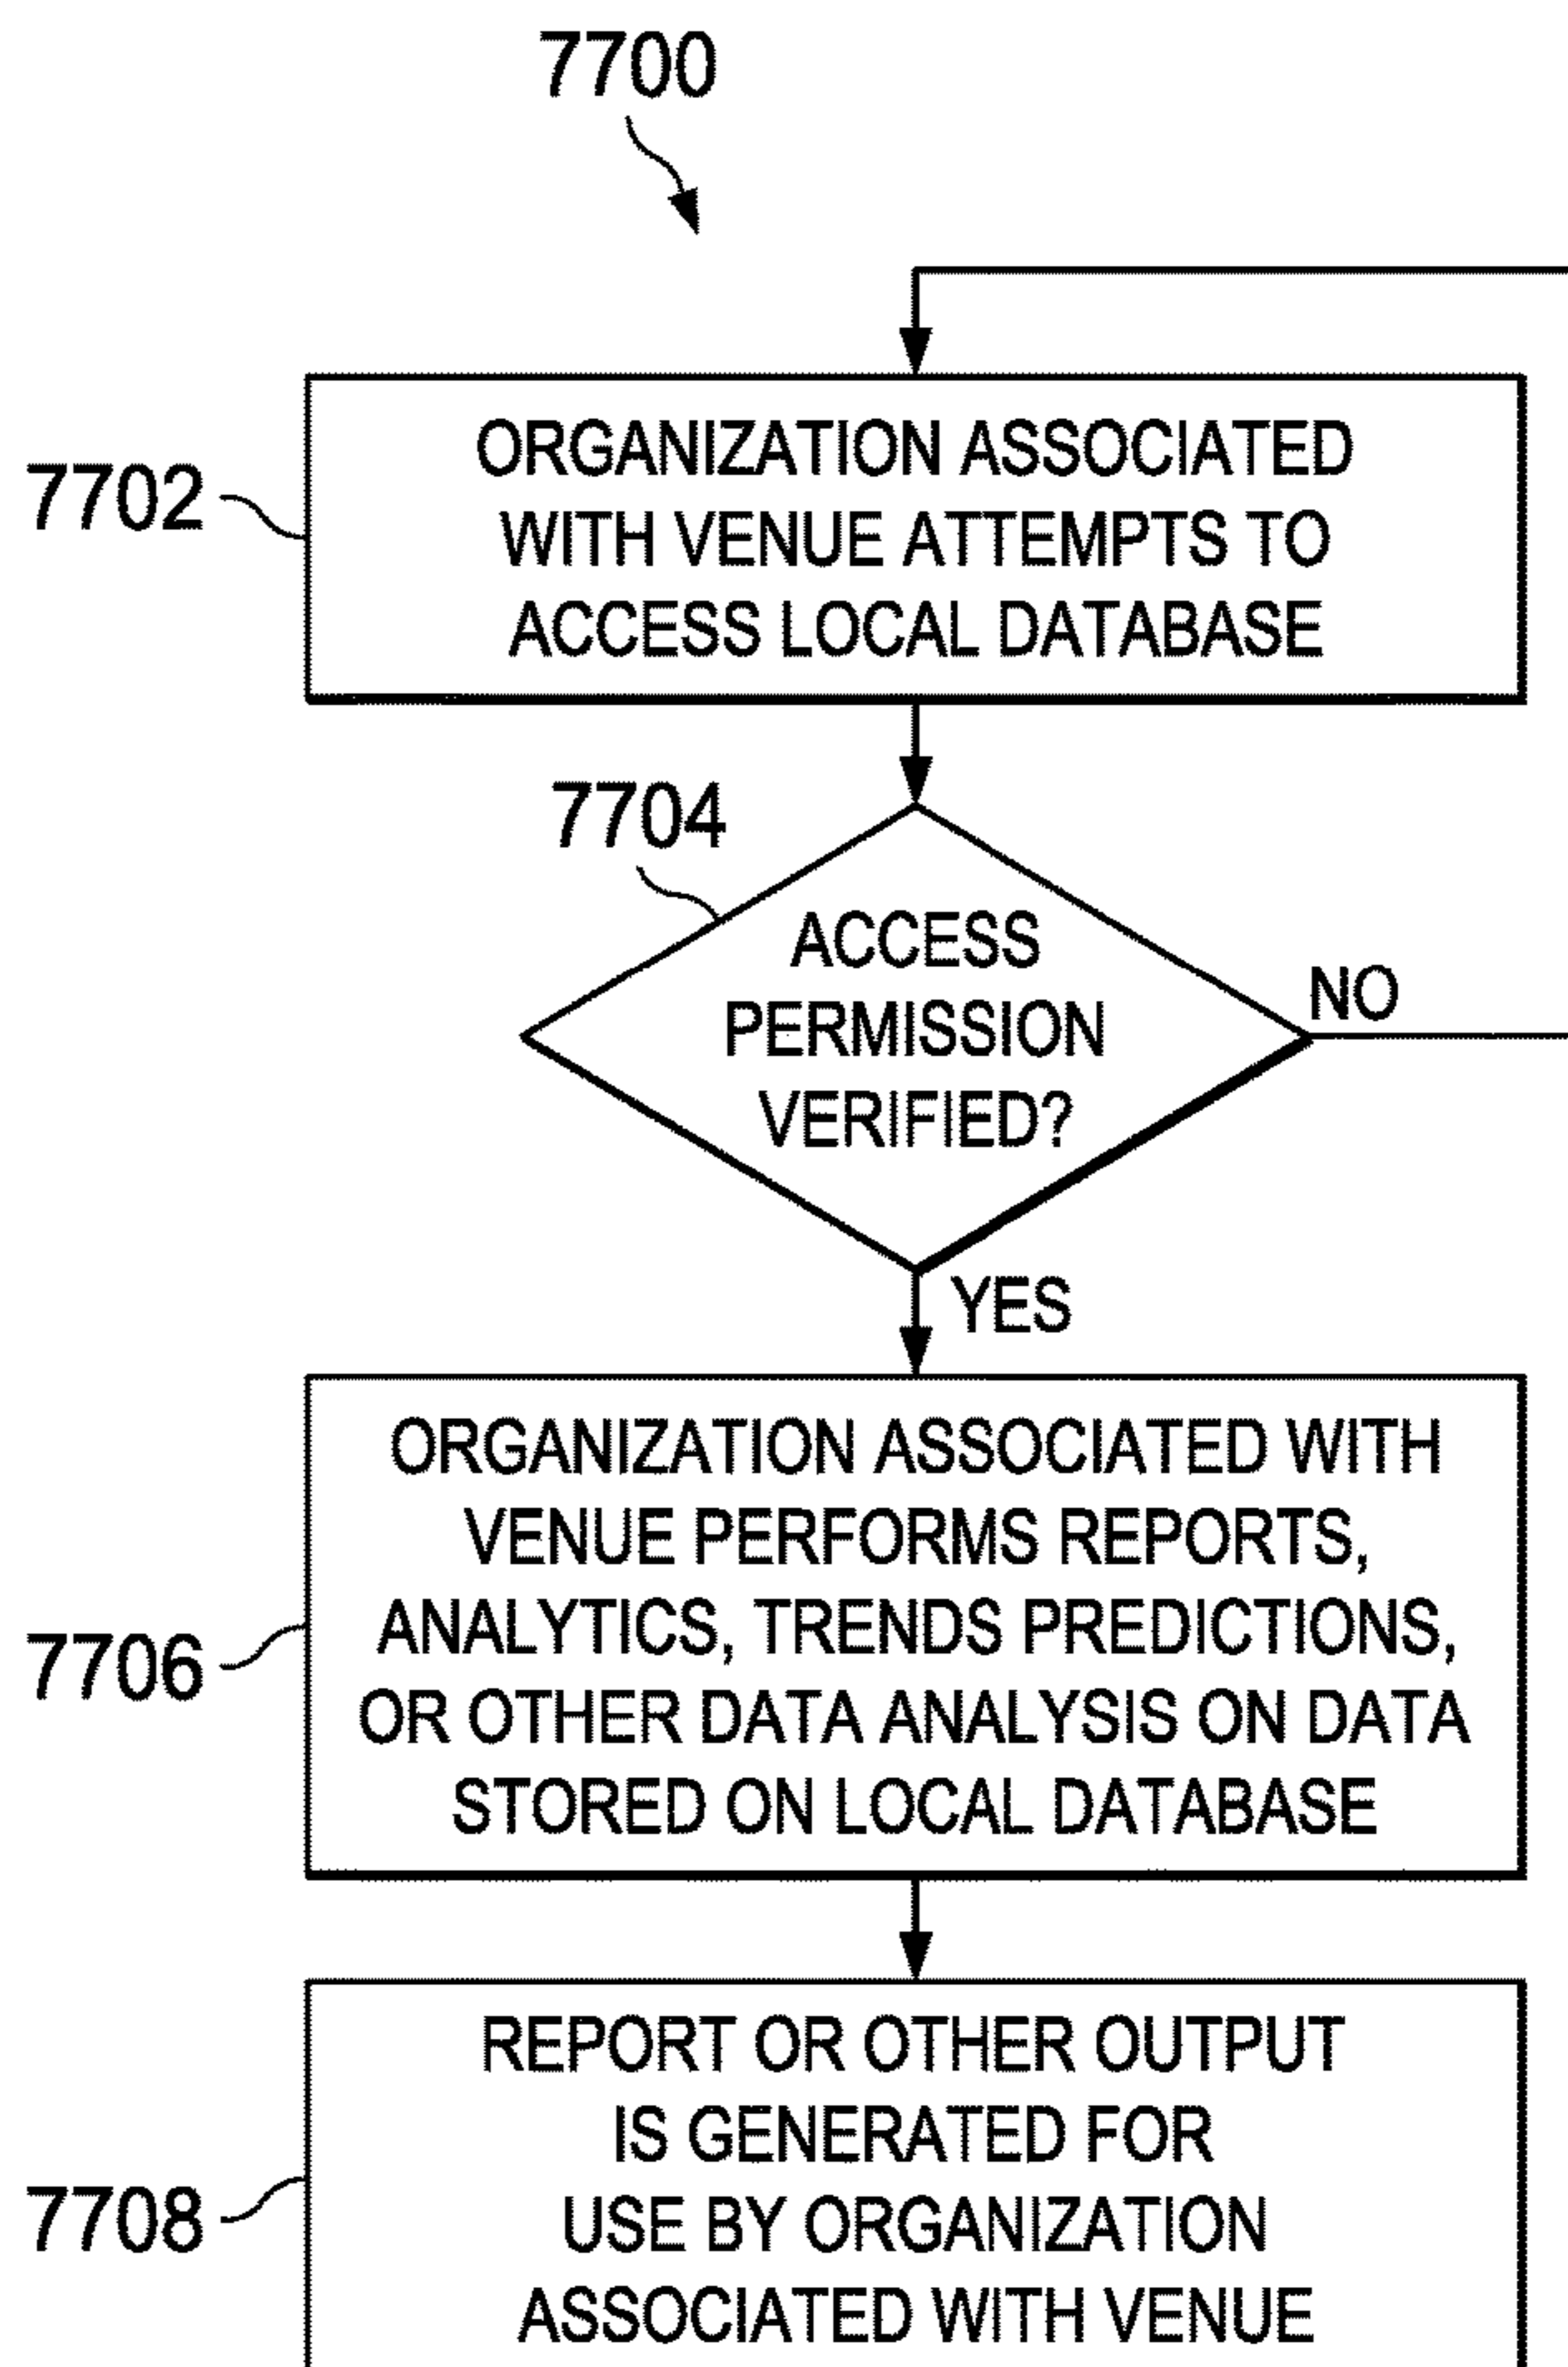 7700
7702
ORGANIZATION ASSOCIATED
WITH VENUE ATTEMPTS TO
ACCESS LOCAL DATABASE
7704
ACCESS
PERMISSION
VERIFIED?
NO
YES
7706
ORGANIZATION ASSOCIATED WITH
VENUE PERFORMS REPORTS,
ANALYTICS, TRENDS PREDICTIONS,
OR OTHER DATA ANALYSIS ON DATA
STORED ON LOCAL DATABASE
7708
REPORT OR OTHER OUTPUT
IS GENERATED FOR
USE BY ORGANIZATION
ASSOCIATED WITH VENUE